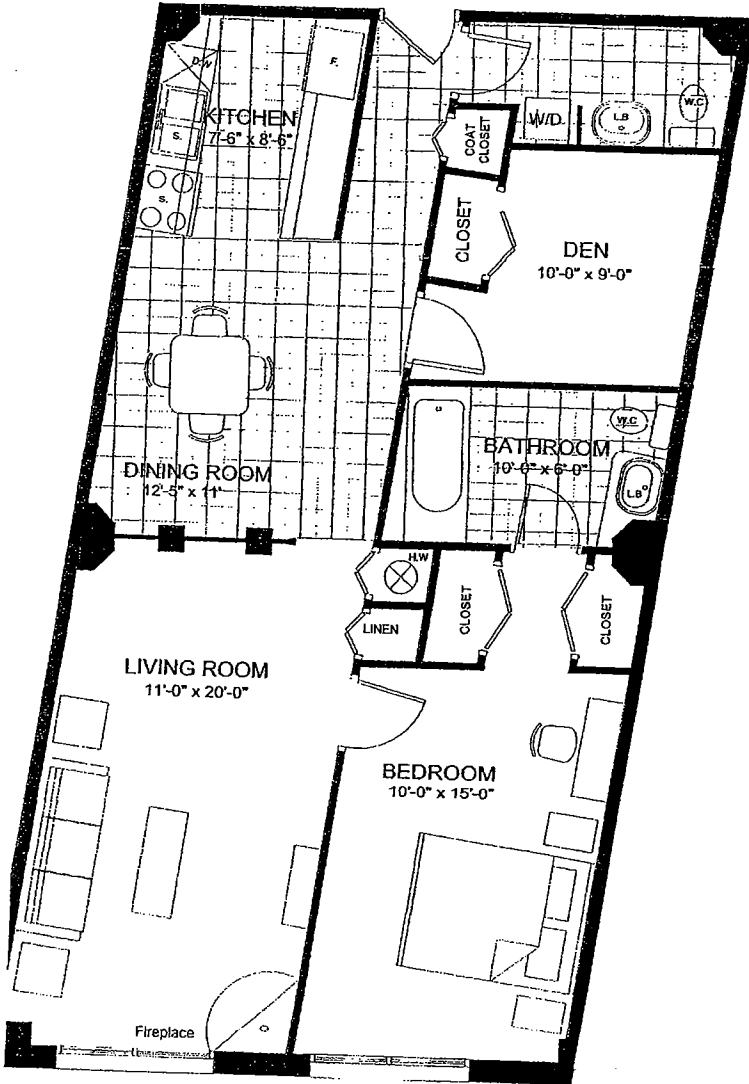 D.W
F.
KITCHEN
7'-6" x 8'-6"
S.
S.
W/D
L.B
W.C
COAT
CLOSET
CLOSET
DEN
10'-0" x 9'-0"
DINING ROOM
12'-5" x 11'
BATHROOM
10'-0" x 6'-0"
W.C
L.B
H.W
LINEN
CLOSET
CLOSET
LIVING ROOM
11'-0" x 20'-0"
BEDROOM
10'-0" x 15'-0"
Fireplace